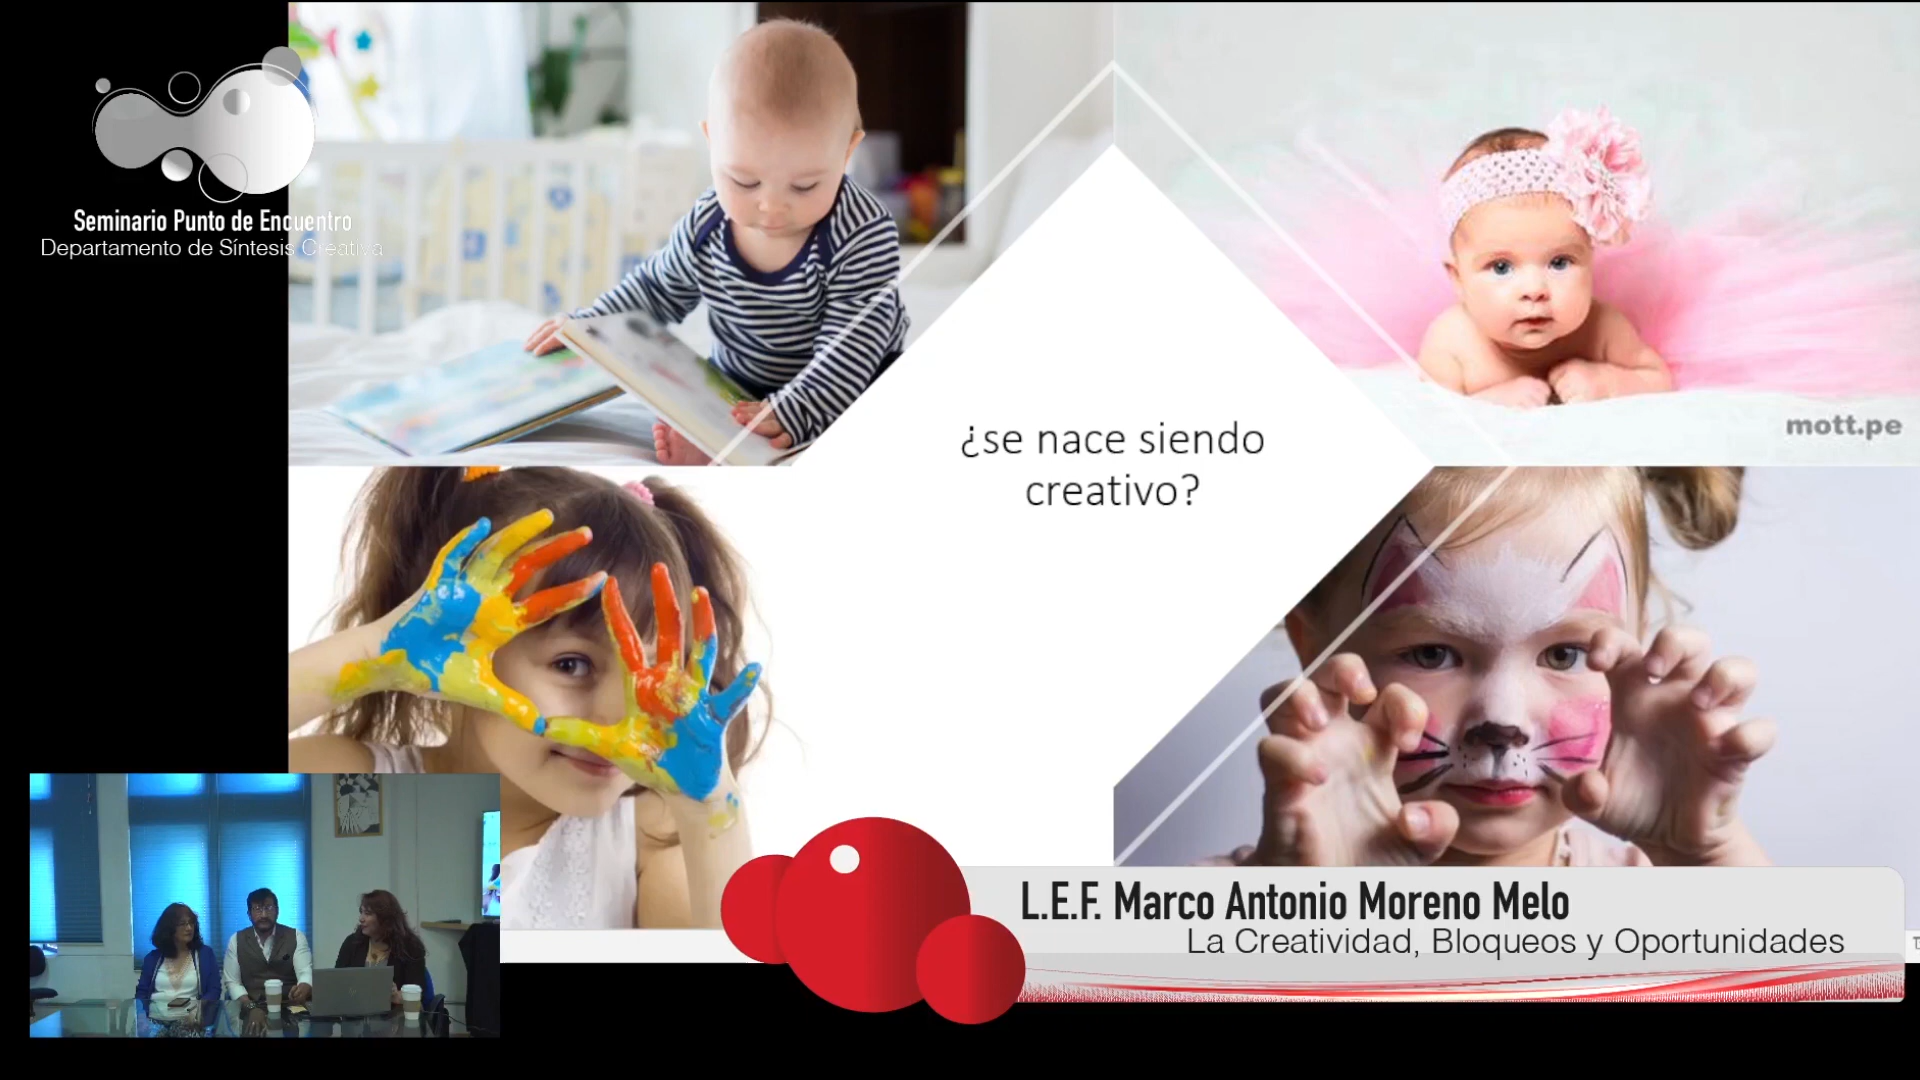 Seminario Punto de Encuentro
Departamento de Síntesis Creativa
¿se nace siendo
creativo?
mott.pe
L.E.F. Marco Antonio Moreno Melo
La Creatividad, Bloqueos y Oportunidades